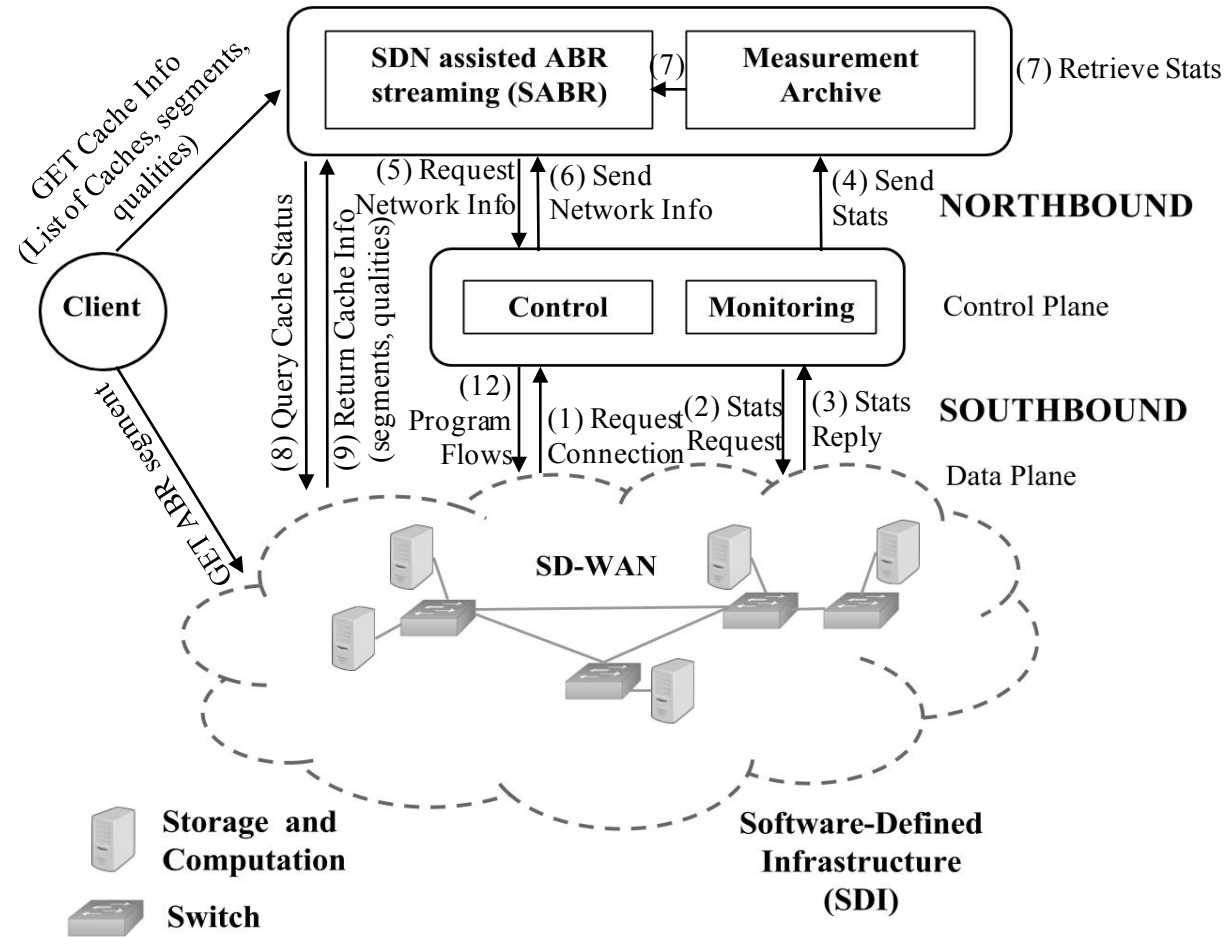 SDN assisted ABR
streaming (SABR)
(7)
Measurement
Archive
(7) Retrieve Stats
GET Cache Info
(List of Caches, segments,
qualities)
(5) Request
Network Info
(6) Send
Network Info
(4) Send
Stats
NORTHBOUND
Client
(8) Query Cache Status
(9) Return Cache Info
(segments, qualities)
Control
Monitoring
Control Plane
GET ABR segment
(12)
Program
Flows
(1) Request
Connection
(2) Stats
Request
(3) Stats
Reply
SOUTHBOUND
Data Plane
SD-WAN
Storage and
Computation
Switch
Software-Defined
Infrastructure
(SDI)